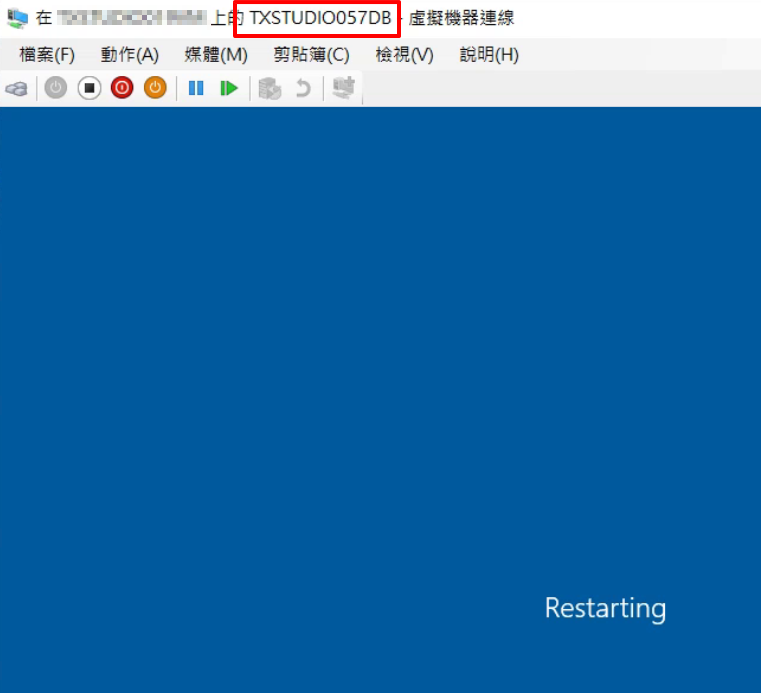 在 上的 TXSTUDIO057DB - 虛擬機器連線
檔案(F) 動作(A) 媒體(M) 剪貼簿(C) 檢視(V) 說明(H)
Restarting